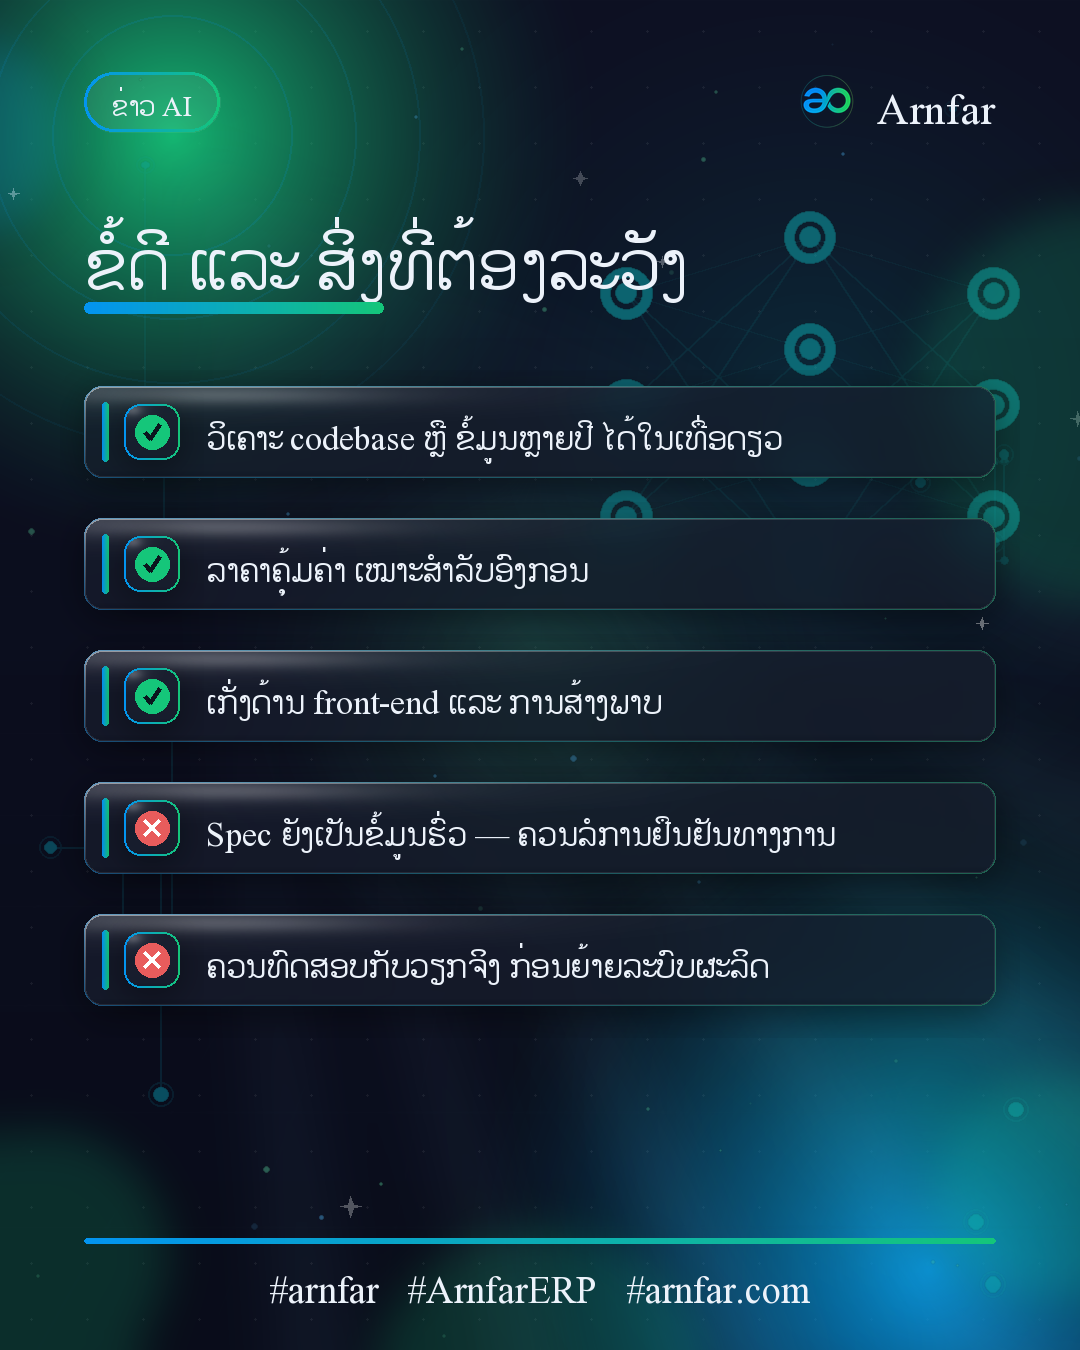 ຂ່າວ AI
Arnfar
ຂໍ້ດີ ແລະ ສິ່ງທີ່ຕ້ອງລະວັງ
ວິເຄາະ codebase ຫຼື ຂໍ້ມູນຫຼາຍປີ ໄດ້ໃນເທື່ອດຽວ
ລາຄາຄຸ້ມຄ່າ ເໝາະສຳລັບອົງກອນ
ເກັ່ງດ້ານ front-end ແລະ ການສ້າງພາບ
Spec ຍັງເປັນຂໍ້ມູນຮົ່ວ — ຄວນລໍການຢືນຢັນທາງການ
ຄວນທົດສອບກັບວຽກຈິງ ກ່ອນຍ້າຍລະບົບຜະລິດ
#arnfar #ArnfarERP #arnfar.com